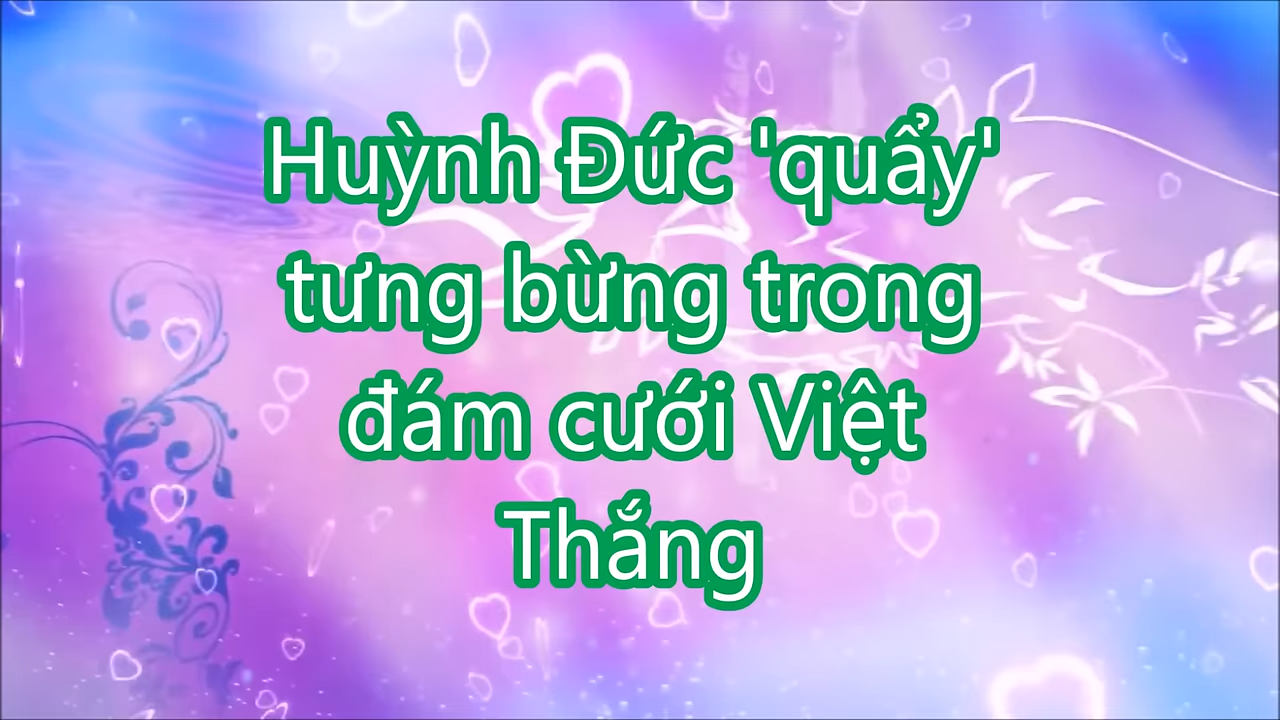 Huỳnh Đức 'quẩy'
tưng bừng trong
đám cưới Việt
Thắng